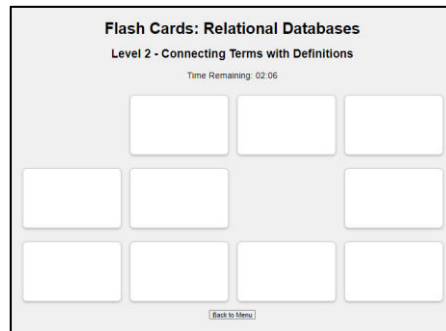 Flash Cards: Relational Databases
Level 2 - Connecting Terms with Definitions
Time Remaining: 02:06
Back to Menu